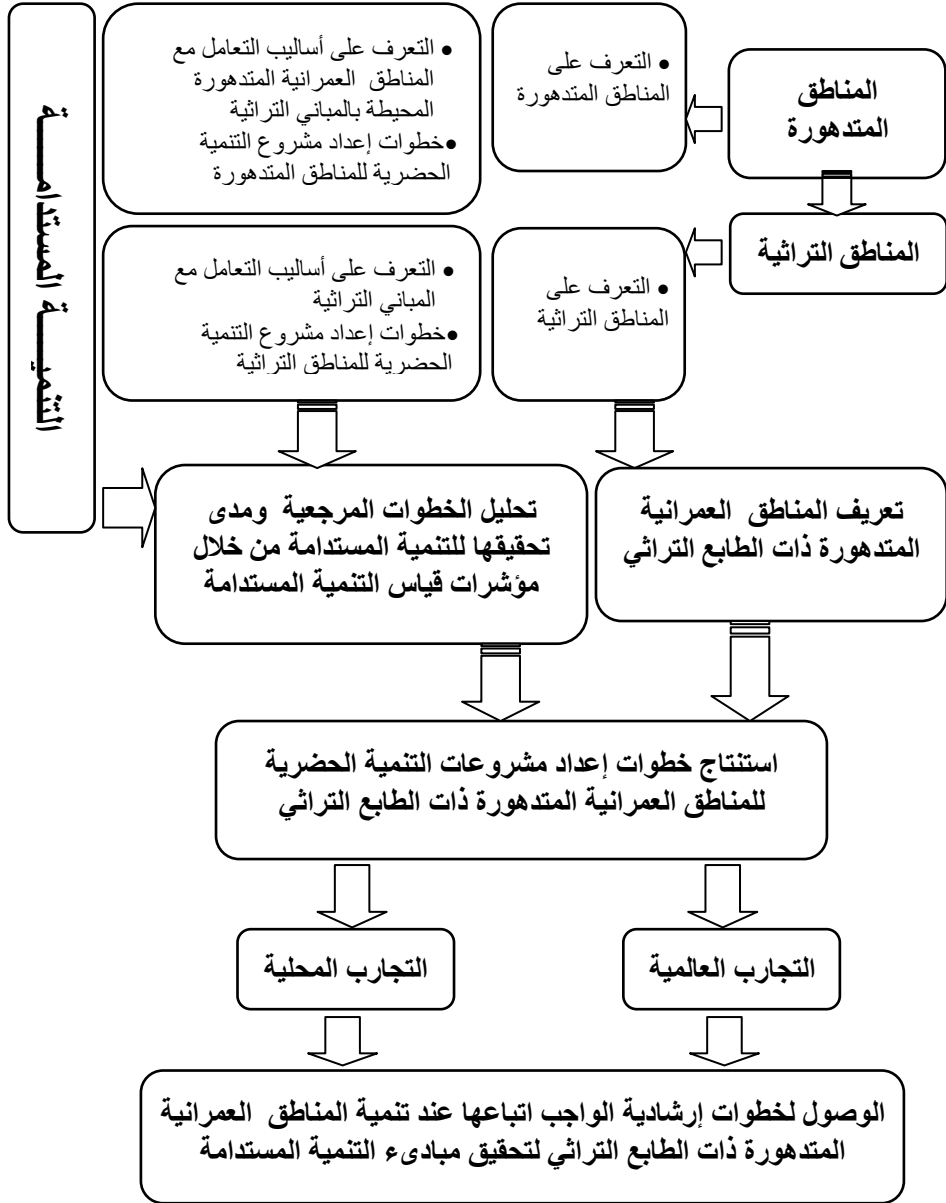 المناطق
المتدهورة
• التعرف على
المناطق المتدهورة
• التعرف على أساليب التعامل مع
المناطق العمرانية المتدهورة
المحيطة بالمباني التراثية
•خطوات إعداد مشروع التنمية
الحضرية للمناطق المتدهورة
التنميـــة المستدامـــة
المناطق التراثية
• التعرف على
المناطق التراثية
• التعرف على أساليب التعامل مع
المباني التراثية
•خطوات إعداد مشروع التنمية
الحضرية للمناطق التراثية
تعريف المناطق العمرانية
المتدهورة ذات الطابع التراثي
تحليل الخطوات المرجعية ومدى
تحقيقها للتنمية المستدامة من خلال
مؤشرات قياس التنمية المستدامة
استنتاج خطوات إعداد مشروعات التنمية الحضرية
للمناطق العمرانية المتدهورة ذات الطابع التراثي
التجارب العالمية
التجارب المحلية
الوصول لخطوات إرشادية الواجب اتباعها عند تنمية المناطق العمرانية
المتدهورة ذات الطابع التراثي لتحقيق مبادىء التنمية المستدامة